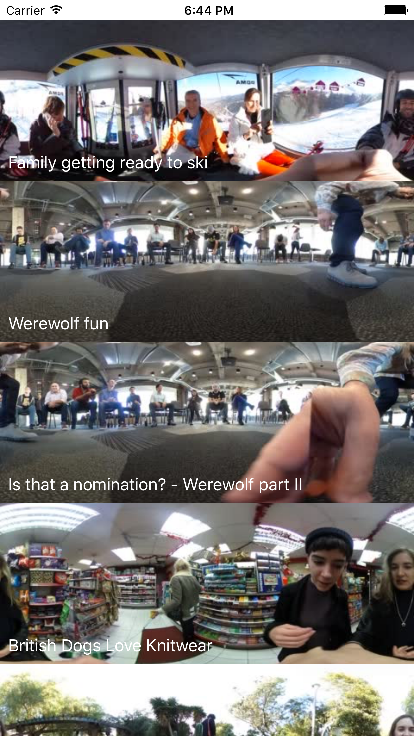 Carrier 6:44 PM
Family getting ready to ski
Werewolf fun
Is that a nomination? - Werewolf part II
British Dogs Love Knitwear